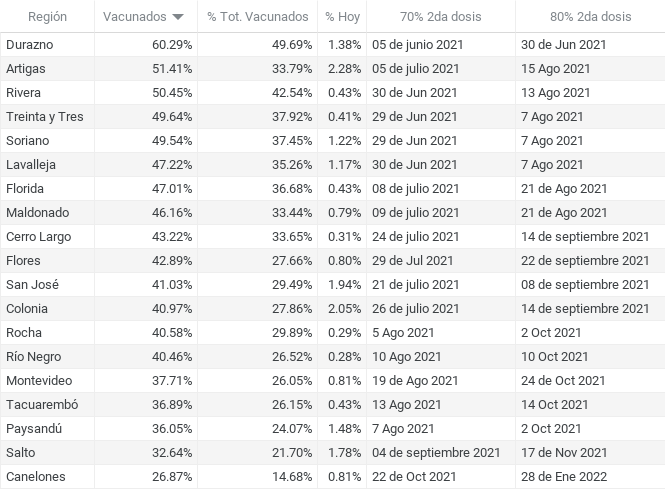 Región Vacunados % Tot. Vacunados % Hoy 70% 2da dosis 80% 2da dosis
Durazno 60.29% 49.69% 1.38% 05 de junio 2021 30 de Jun 2021
Artigas 51.41% 33.79% 2.28% 05 de julio 2021 15 Ago 2021
Rivera 50.45% 42.54% 0.43% 30 de Jun 2021 13 Ago 2021
Treinta y Tres 49.64% 37.92% 0.41% 29 de Jun 2021 7 Ago 2021
Soriano 49.54% 37.45% 1.22% 29 de Jun 2021 7 Ago 2021
Lavalleja 47.22% 35.26% 1.17% 30 de Jun 2021 7 Ago 2021
Florida 47.01% 36.68% 0.43% 08 de julio 2021 21 de Ago 2021
Maldonado 46.16% 33.44% 0.79% 09 de julio 2021 21 de Ago 2021
Cerro Largo 43.22% 33.65% 0.31% 24 de julio 2021 14 de septiembre 2021
Flores 42.89% 27.66% 0.80% 29 de Jul 2021 22 de septiembre 2021
San José 41.03% 29.49% 1.94% 21 de julio 2021 08 de septiembre 2021
Colonia 40.97% 27.86% 2.05% 26 de julio 2021 14 de septiembre 2021
Rocha 40.58% 29.89% 0.29% 5 Ago 2021 2 Oct 2021
Río Negro 40.46% 26.52% 0.28% 10 Ago 2021 10 Oct 2021
Montevideo 37.71% 26.05% 0.81% 19 de Ago 2021 24 de Oct 2021
Tacuarembó 36.89% 26.15% 0.43% 13 Ago 2021 14 Oct 2021
Paysandú 36.05% 24.07% 1.48% 7 Ago 2021 2 Oct 2021
Salto 32.64% 21.70% 1.78% 04 de septiembre 2021 17 de Nov 2021
Canelones 26.87% 14.68% 0.81% 22 de Oct 2021 28 de Ene 2022